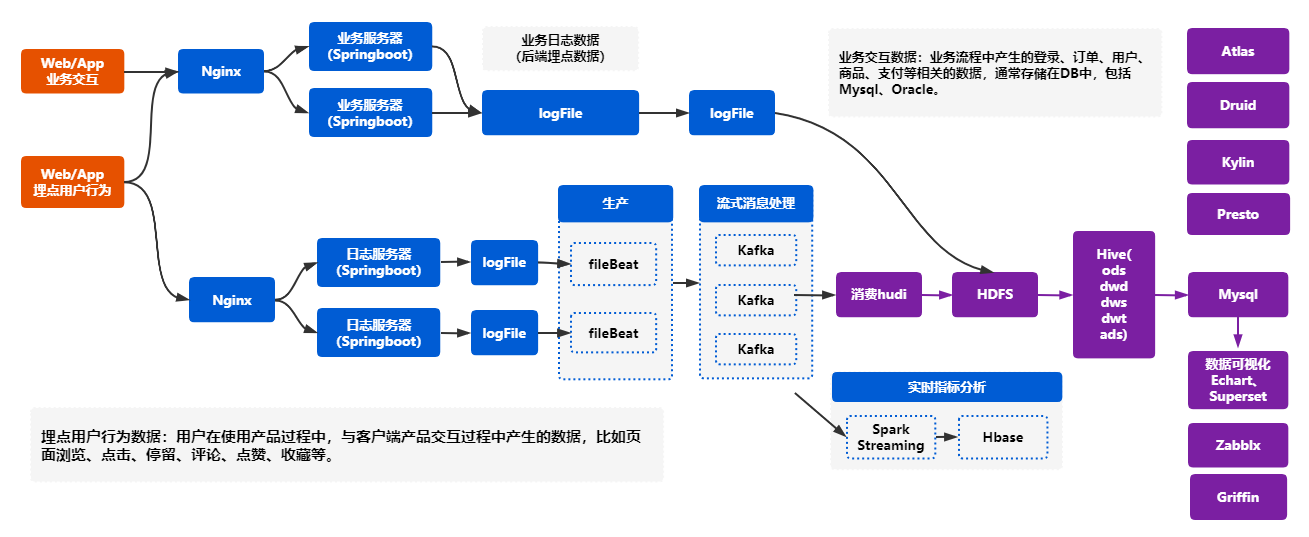 Web/App
业务交互
Web/App
埋点用户行为
Nginx
业务服务器
(Springboot)
业务服务器
(Springboot)
业务日志数据
(后端埋点数据)
logFile
logFile
业务交互数据：业务流程中产生的登录、订单、用户、
商品、支付等相关的数据，通常存储在DB中，包括
Mysql、Oracle。
Nginx
日志服务器
(Springboot)
日志服务器
(Springboot)
logFile
logFile
生产
fileBeat
fileBeat
流式消息处理
Kafka
Kafka
Kafka
消费hudi
HDFS
Hive(
ods
dwd
dws
dwt
ads)
实时指标分析
Spark
Streaming
Hbase
埋点用户行为数据：用户在使用产品过程中，与客户端产品交互过程中产生的数据，比如页
面浏览、点击、停留、评论、点赞、收藏等。
Atlas
Druid
Kylin
Presto
Mysql
数据可视化
Echart、
Superset
Zabblx
Griffin